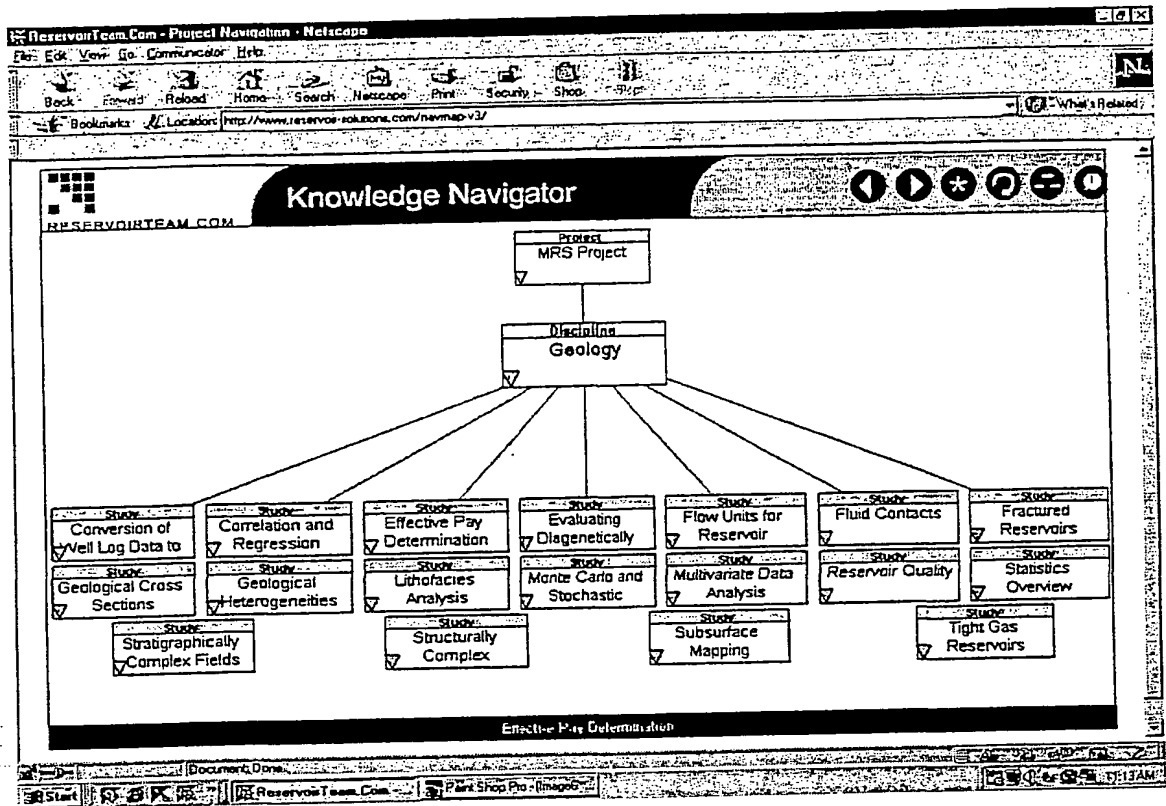 ReservoirTeam.Com - Project Navigation - Netscape
File Edit View Go Communicator Help
Back Forward Reload Home Search Netscape Print Security Shop Stop
Bookmarks Location: http://www.reservoir-solutions.com/navmap-v3/ What's Related
RESERVOIRTEAM.COM
Knowledge Navigator
Project
MRS Project
Discipline
Geology
Study
Conversion of
Well Log Data to
Study
Correlation and
Regression
Study
Effective Pay
Determination
Study
Evaluating
Diagenetically
Study
Flow Units for
Reservoir
Study
Fluid Contacts
Study
Fractured
Reservoirs
Study
Geological Cross
Sections
Study
Geological
Heterogeneities
Study
Lithofacies
Analysis
Study
Monte Carlo and
Stochastic
Study
Multivariate Data
Analysis
Study
Reservoir Quality
Study
Statistics
Overview
Study
Stratigraphically
Complex Fields
Study
Structurally
Complex
Study
Subsurface
Mapping
Study
Tight Gas
Reservoirs
Effective Pay Determination
Document: Done
Start ReservoirTeam.Com ... Paint Shop Pro - [Image6 11:13AM